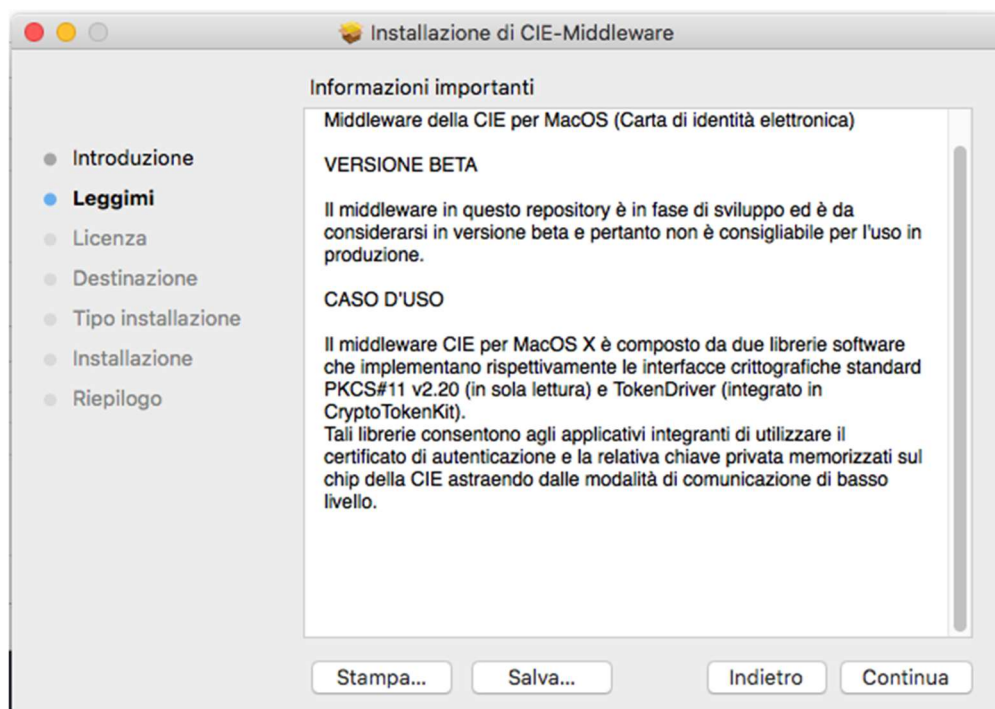 Installazione di CIE-Middleware
Informazioni importanti
Introduzione
Leggimi
Licenza
Destinazione
Tipo installazione
Installazione
Riepilogo
Middleware della CIE per MacOS (Carta di identità elettronica)
VERSIONE BETA
Il middleware in questo repository è in fase di sviluppo ed è da
considerarsi in versione beta e pertanto non è consigliabile per l'uso in
produzione.
CASO D'USO
Il middleware CIE per MacOS X è composto da due librerie software
che implementano rispettivamente le interfacce crittografiche standard
PKCS#11 v2.20 (in sola lettura) e TokenDriver (integrato in
CryptoTokenKit).
Tali librerie consentono agli applicativi integranti di utilizzare il
certificato di autenticazione e la relativa chiave privata memorizzati sul
chip della CIE astraendo dalle modalità di comunicazione di basso
livello.
Stampa...
Salva...
Indietro
Continua